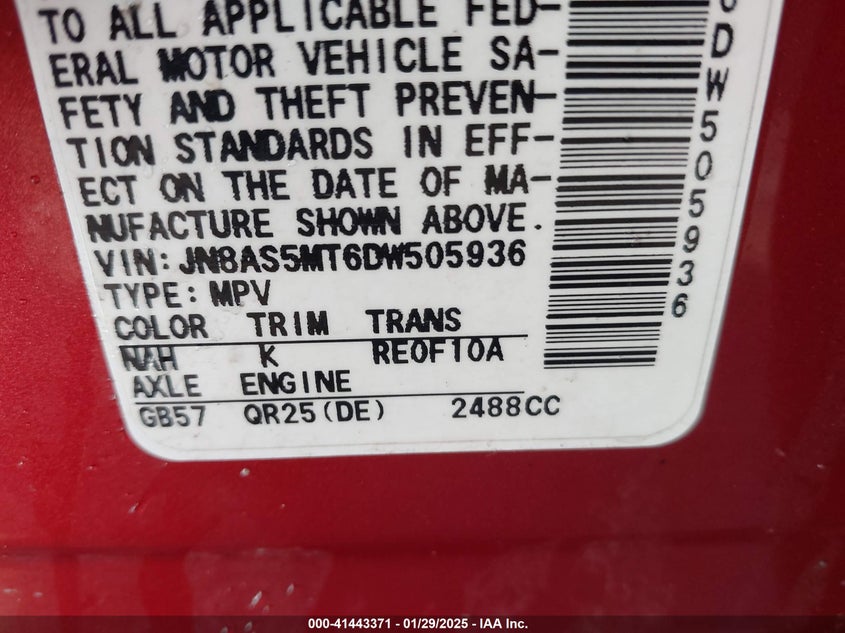 TO ALL APPLICABLE FED-
ERAL MOTOR VEHICLE SA-
FETY AND THEFT PREVEN-
TION STANDARDS IN EFF-
ECT ON THE DATE OF MA-
NUFACTURE SHOWN ABOVE.
VIN:JN8AS5MT6DW505936
TYPE:MPV
COLOR TRIM TRANS
NAH K RE0F10A
AXLE ENGINE
GB57 QR25(DE) 2488CC
DW505936
000-41443371 - 01/29/2025 - IAA Inc.